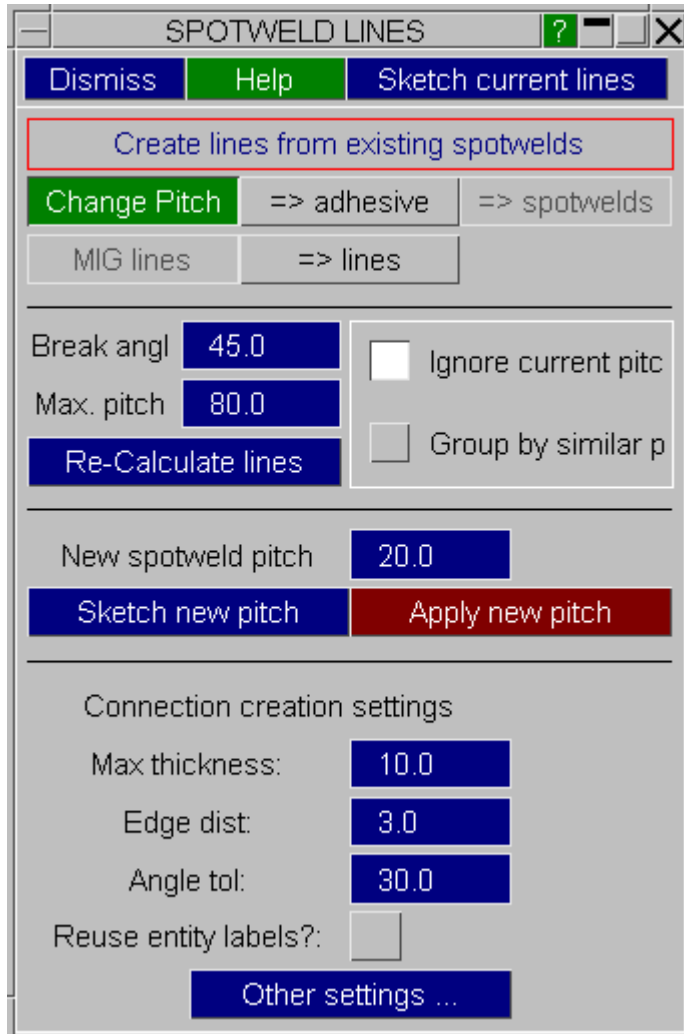 SPOTWELD LINES ?
Dismiss Help Sketch current lines
Create lines from existing spotwelds
Change Pitch => adhesive => spotwelds
MIG lines => lines
Break angl 45.0
Ignore current pitc
Max. pitch 80.0
Group by similar p
Re-Calculate lines
New spotweld pitch 20.0
Sketch new pitch Apply new pitch
Connection creation settings
Max thickness: 10.0
Edge dist: 3.0
Angle tol: 30.0
Reuse entity labels?:
Other settings ...